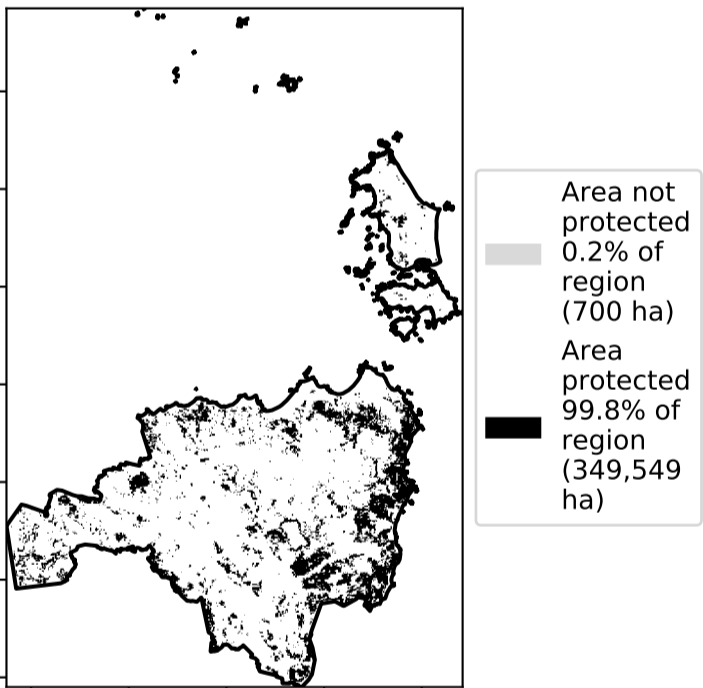 Area not
protected
0.2% of
region
(700 ha)
Area
protected
99.8% of
region
(349,549
ha)